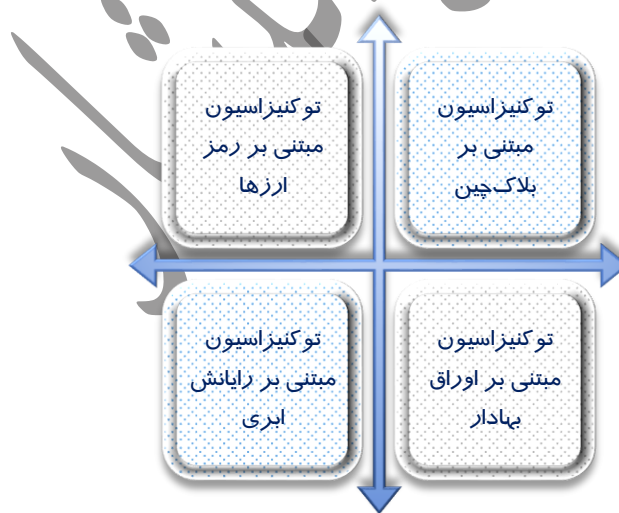 توکنیزاسیون
مبتنی بر
بلاک‌چین
توکنیزاسیون
مبتنی بر رمز
ارزها
توکنیزاسیون
مبتنی بر اوراق
بهادار
توکنیزاسیون
مبتنی بر رایانش
ابری